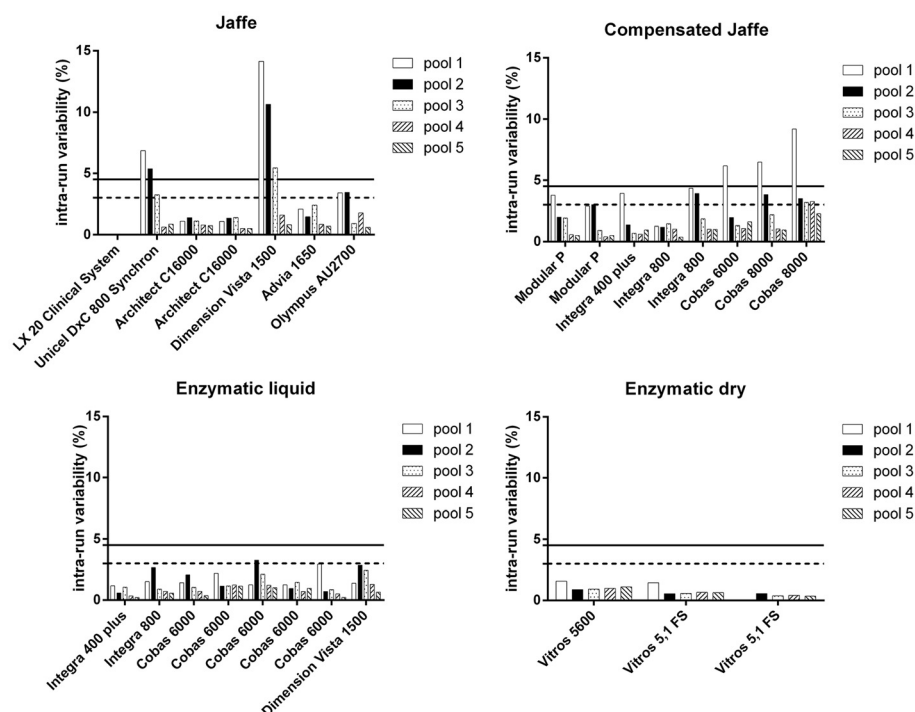 Jaffe
intra-run variability (%)
15
10
5
0
pool 1
pool 2
pool 3
pool 4
pool 5
LX 20 Clinical System
Unicel DxC 800 Synchron
Architect C16000
Architect C16000
Dimension Vista 1500
Advia 1650
Olympus AU2700
Compensated Jaffe
intra-run variability (%)
15
10
5
0
pool 1
pool 2
pool 3
pool 4
pool 5
Modular P
Modular P
Integra 400 plus
Integra 800
Integra 800
Cobas 6000
Cobas 8000
Cobas 8000
Enzymatic liquid
intra-run variability (%)
15
10
5
0
pool 1
pool 2
pool 3
pool 4
pool 5
Integra 400 plus
Integra 800
Cobas 6000
Cobas 6000
Cobas 6000
Cobas 6000
Cobas 6000
Dimension Vista 1500
Enzymatic dry
intra-run variability (%)
15
10
5
0
pool 1
pool 2
pool 3
pool 4
pool 5
Vitros 5600
Vitros 5,1 FS
Vitros 5,1 FS